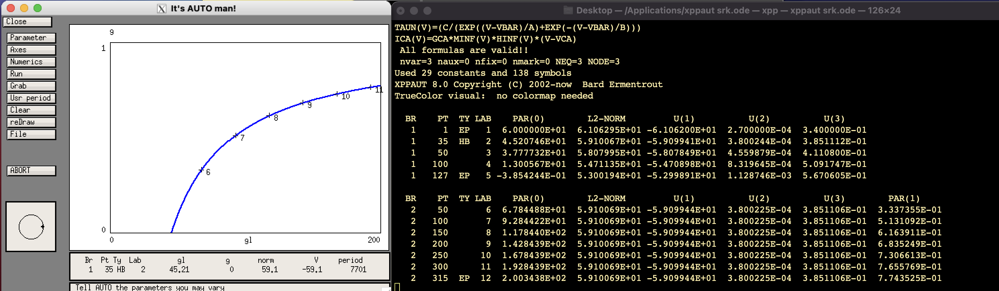 It's AUTO man!
Close
Parameter
Axes
Numerics
Run
Grab
Usr period
Clear
reDraw
File
ABORT
g
1
0
0
gl
200
6
7
8
9
10
11
Br Pt Ty Lab gl g norm V period
1 35 HB 2 45.21 0 59.1 -59.1 7701
Tell AUTO the parameters you may vary
Desktop — /Applications/xppaut srk.ode — xpp — xppaut srk.ode — 126×24
TAUN(V)=(C/(EXP((V-VBAR)/A)+EXP(-(V-VBAR)/B)))
ICA(V)=GCA*MINF(V)*HINF(V)*(V-VCA)
All formulas are valid!!
nvar=3 naux=0 nfix=0 nmark=0 NEQ=3 NODE=3
Used 29 constants and 138 symbols
XPPAUT 8.0 Copyright (C) 2002-now Bard Ermentrout
TrueColor visual: no colormap needed
BR PT TY LAB PAR(0) L2-NORM U(1) U(2) U(3)
1 1 EP 1 6.000000E+01 6.106295E+01 -6.106200E+01 2.700000E-04 3.400000E-01
1 35 HB 2 4.520746E+01 5.910067E+01 -5.909941E+01 3.800244E-04 3.851112E-01
1 50 3 3.777732E+01 5.807995E+01 -5.807849E+01 4.559879E-04 4.110800E-01
1 100 4 1.300567E+01 5.471135E+01 -5.470898E+01 8.319645E-04 5.091747E-01
1 127 EP 5 -3.854244E-01 5.300194E+01 -5.299891E+01 1.128746E-03 5.670605E-01
BR PT TY LAB PAR(0) L2-NORM U(1) U(2) U(3) PAR(1)
2 50 6 6.784488E+01 5.910069E+01 -5.909944E+01 3.800225E-04 3.851106E-01 3.337355E-01
2 100 7 9.284422E+01 5.910069E+01 -5.909944E+01 3.800225E-04 3.851106E-01 5.131092E-01
2 150 8 1.178440E+02 5.910069E+01 -5.909944E+01 3.800225E-04 3.851106E-01 6.163911E-01
2 200 9 1.428439E+02 5.910069E+01 -5.909944E+01 3.800225E-04 3.851106E-01 6.835249E-01
2 250 10 1.678439E+02 5.910069E+01 -5.909944E+01 3.800225E-04 3.851106E-01 7.306613E-01
2 300 11 1.928439E+02 5.910069E+01 -5.909944E+01 3.800225E-04 3.851106E-01 7.655769E-01
2 315 EP 12 2.003438E+02 5.910069E+01 -5.909944E+01 3.800225E-04 3.851106E-01 7.743525E-01